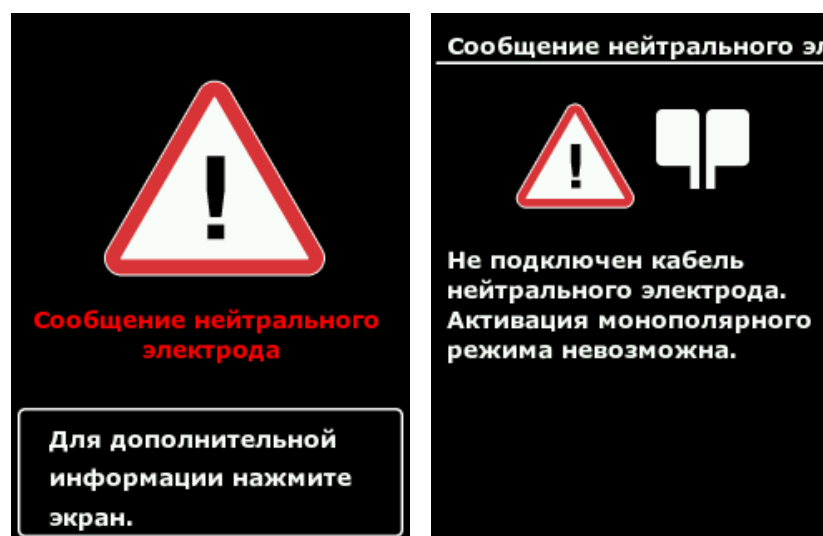 !
Сообщение нейтрального
электрода
Для дополнительной
информации нажмите
экран.
Сообщение нейтрального
!
Не подключен кабель
нейтрального электрода.
Активация монополярного
режима невозможна.